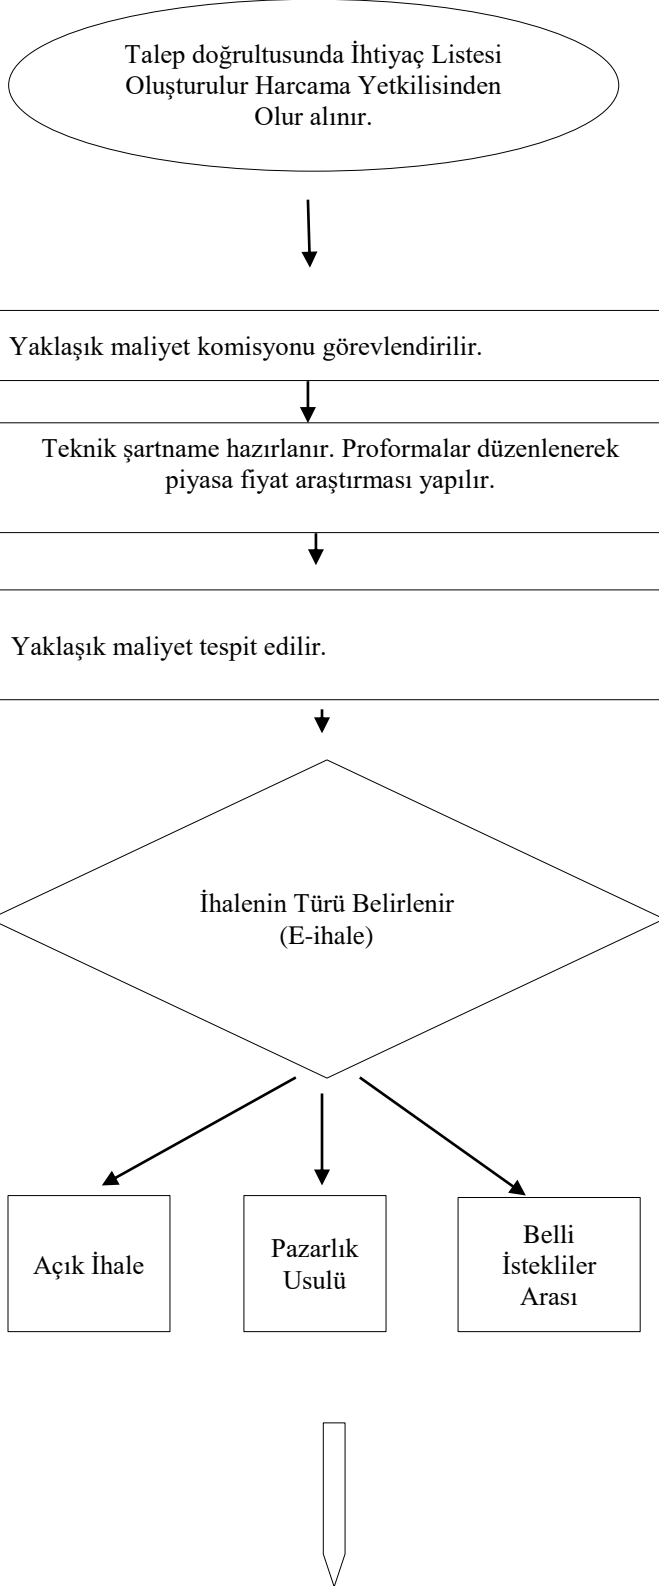 Talep doğrultusunda İhtiyaç Listesi
Oluşturulur Harcama Yetkilisinden
Olur alınır.
Yaklaşık maliyet komisyonu görevlendirilir.
Teknik şartname hazırlanır. Proformalar düzenlenerek
piyasa fiyat araştırması yapılır.
Yaklaşık maliyet tespit edilir.
İhalenin Türü Belirlenir
(E-ihale)
Açık İhale
Pazarlık
Usulü
Belli
İstekliler
Arası